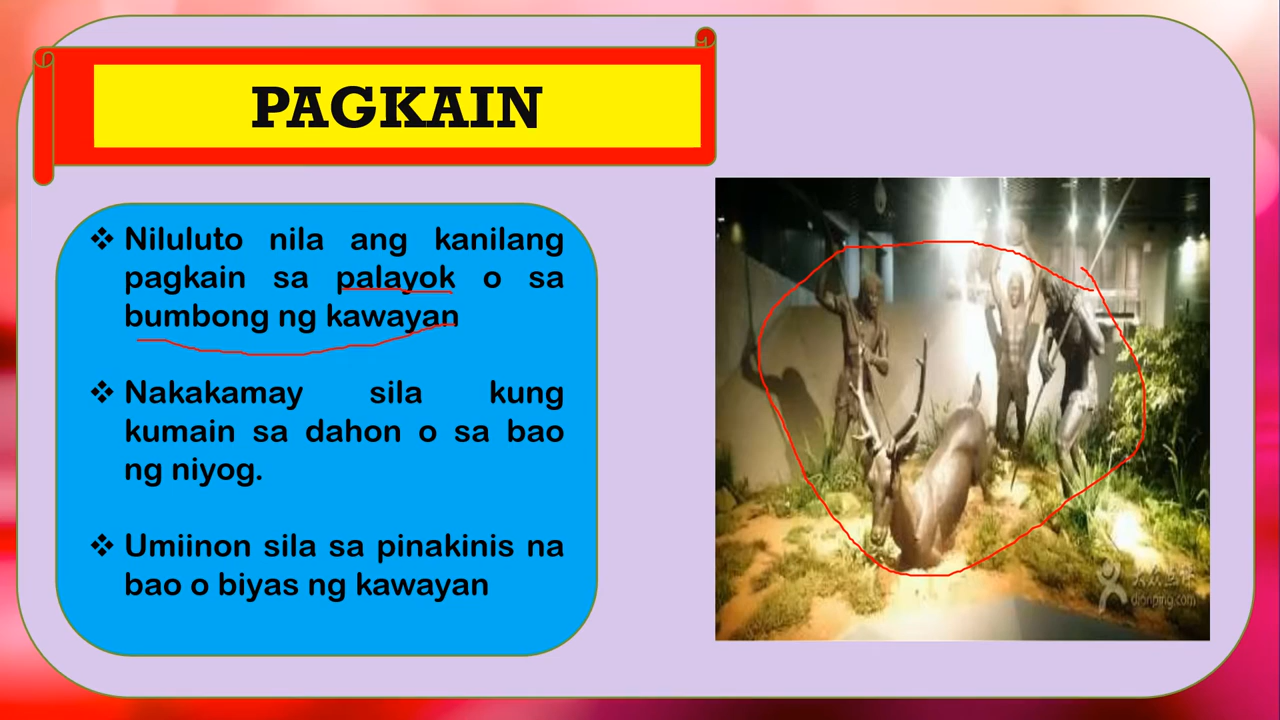 PAGKAIN
❖ Niluluto nila ang kanilang
pagkain sa palayok o sa
bumbong ng kawayan
❖ Nakakamay sila kung
kumain sa dahon o sa bao
ng niyog.
❖ Umiinon sila sa pinakinis na
bao o biyas ng kawayan
dianping.com